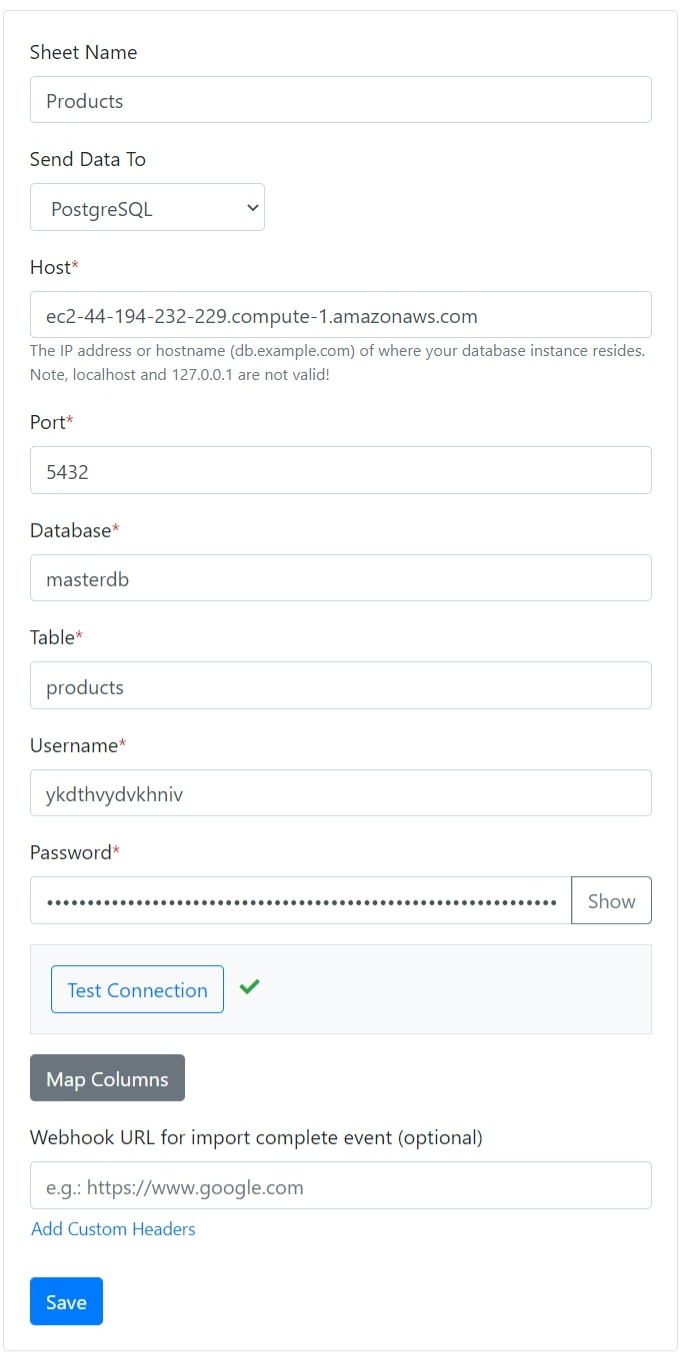 Sheet Name
Products
Send Data To
PostgreSQL
Host*
ec2-44-194-232-229.compute-1.amazonaws.com
The IP address or hostname (db.example.com) of where your database instance resides.
Note, localhost and 127.0.0.1 are not valid!
Port*
5432
Database*
masterdb
Table*
products
Username*
ykdthvydvkhniv
Password*
Show
Test Connection
Map Columns
Webhook URL for import complete event (optional)
e.g.: https://www.google.com
Add Custom Headers
Save